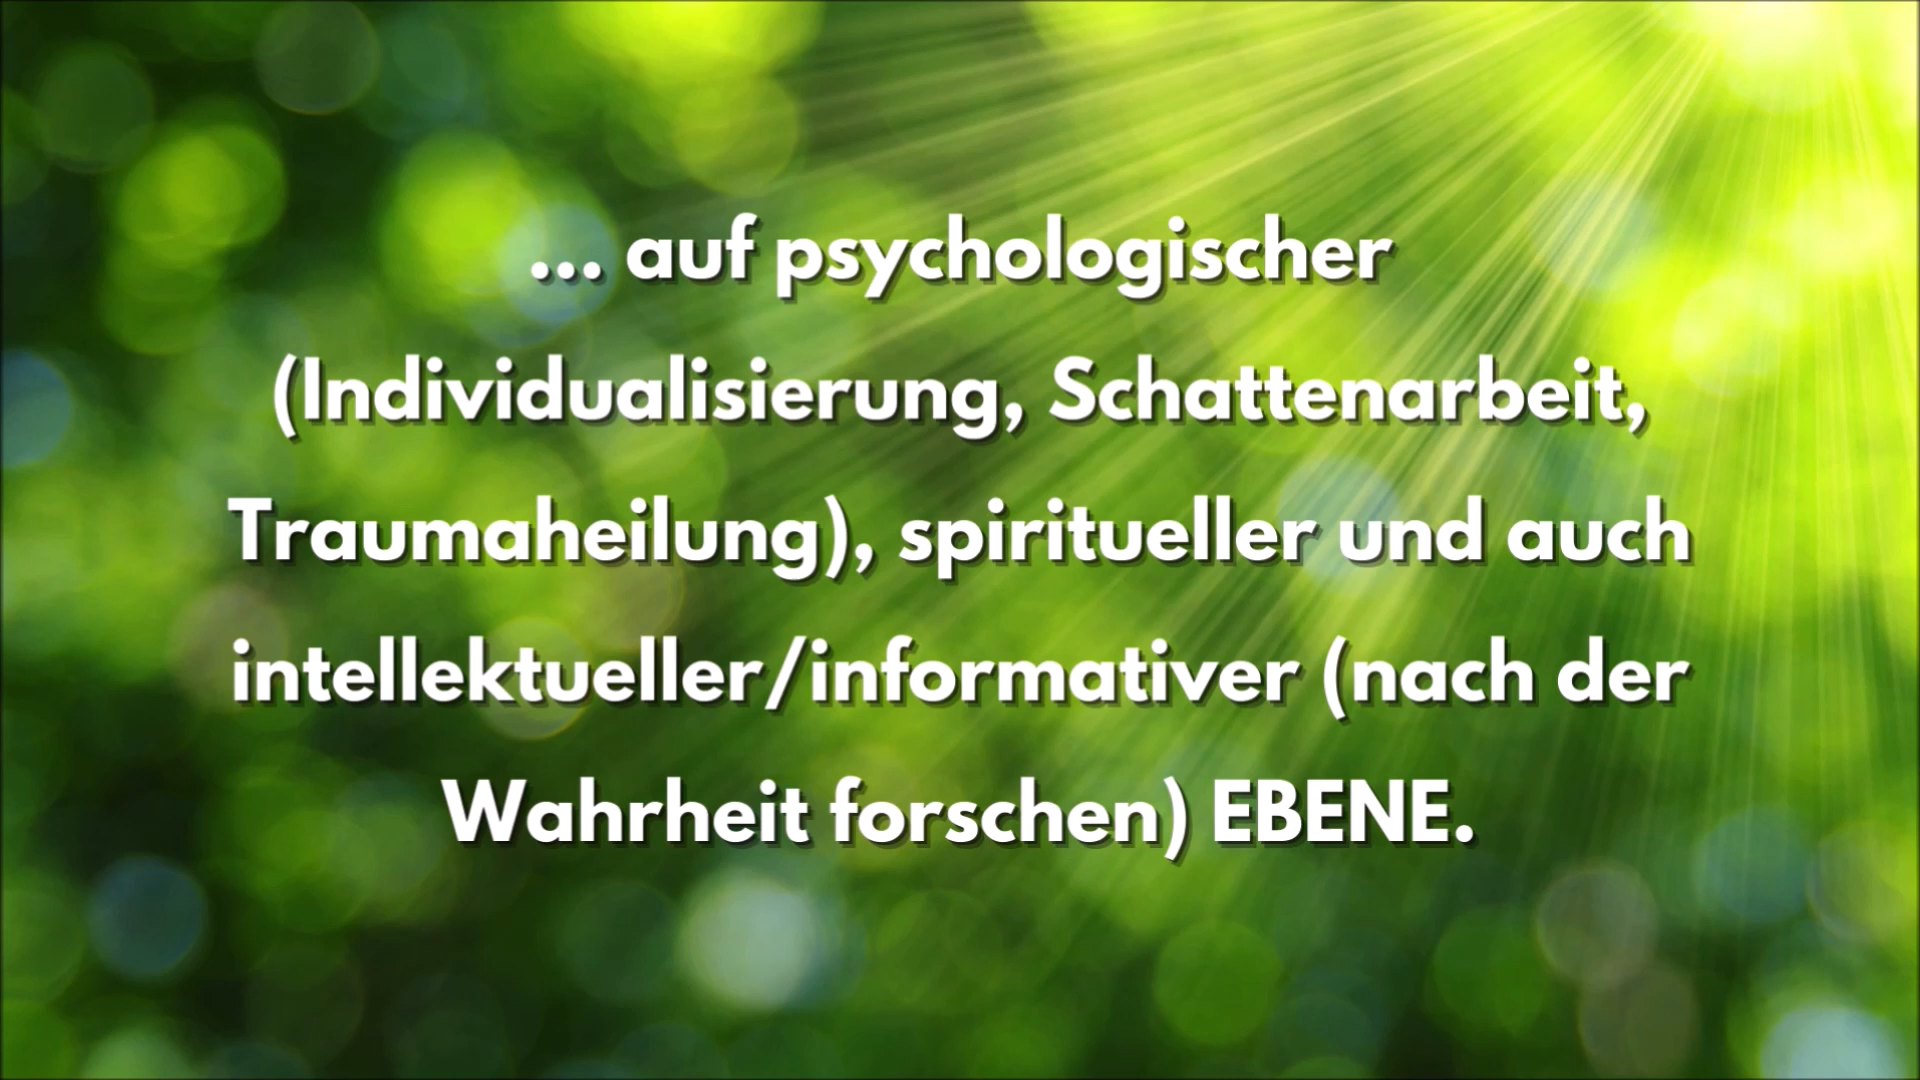 ... auf psychologischer
(Individualisierung, Schattenarbeit,
Traumaheilung), spiritueller und auch
intellektueller/informativer (nach der
Wahrheit forschen) EBENE.